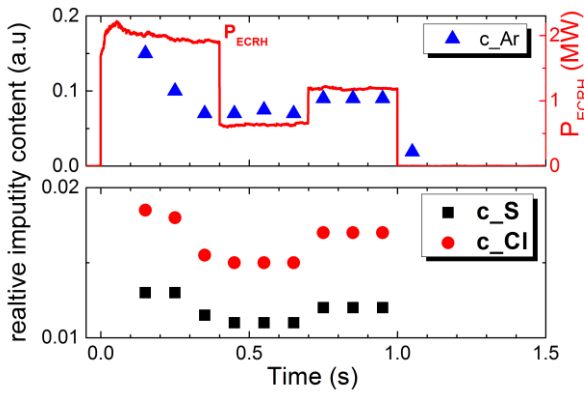 0.2
0.1
0.0
realtive imputity content (a.u)
P_ECRH
c_Ar
2
1
0
P_ECRH (MW)
0.02
0.01
c_S
c_Cl
0.0
0.5
1.0
1.5
Time (s)